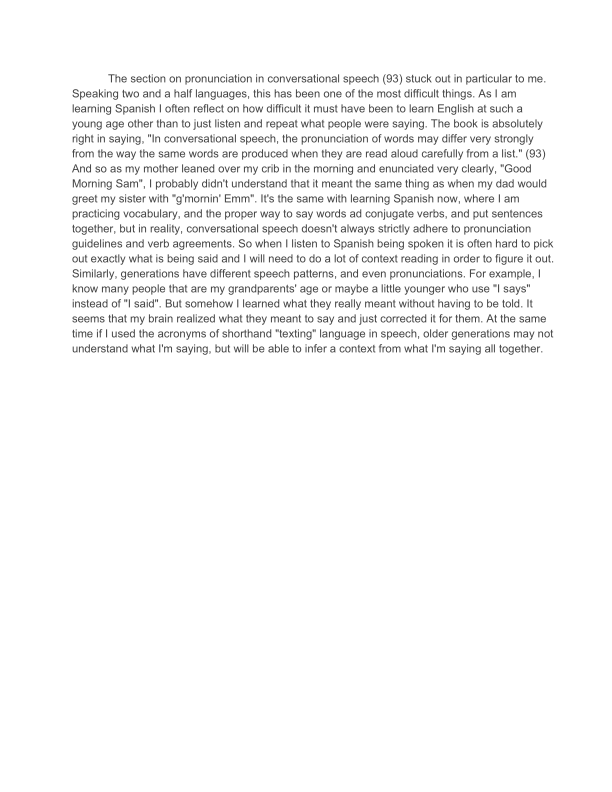 The section on pronunciation in conversational speech (93) stuck out in particular to me.
Speaking two and a half languages, this has been one of the most difficult things. As I am
learning Spanish I often reflect on how difficult it must have been to learn English at such a
young age other than to just listen and repeat what people were saying. The book is absolutely
right in saying, "In conversational speech, the pronunciation of words may differ very strongly
from the way the same words are produced when they are read aloud carefully from a list." (93)
And so as my mother leaned over my crib in the morning and enunciated very clearly, "Good
Morning Sam", I probably didn't understand that it meant the same thing as when my dad would
greet my sister with "g'mornin' Emm". It's the same with learning Spanish now, where I am
practicing vocabulary, and the proper way to say words ad conjugate verbs, and put sentences
together, but in reality, conversational speech doesn't always strictly adhere to pronunciation
guidelines and verb agreements. So when I listen to Spanish being spoken it is often hard to pick
out exactly what is being said and I will need to do a lot of context reading in order to figure it out.
Similarly, generations have different speech patterns, and even pronunciations. For example, I
know many people that are my grandparents' age or maybe a little younger who use "I says"
instead of "I said". But somehow I learned what they really meant without having to be told. It
seems that my brain realized what they meant to say and just corrected it for them. At the same
time if I used the acronyms of shorthand "texting" language in speech, older generations may not
understand what I'm saying, but will be able to infer a context from what I'm saying all together.